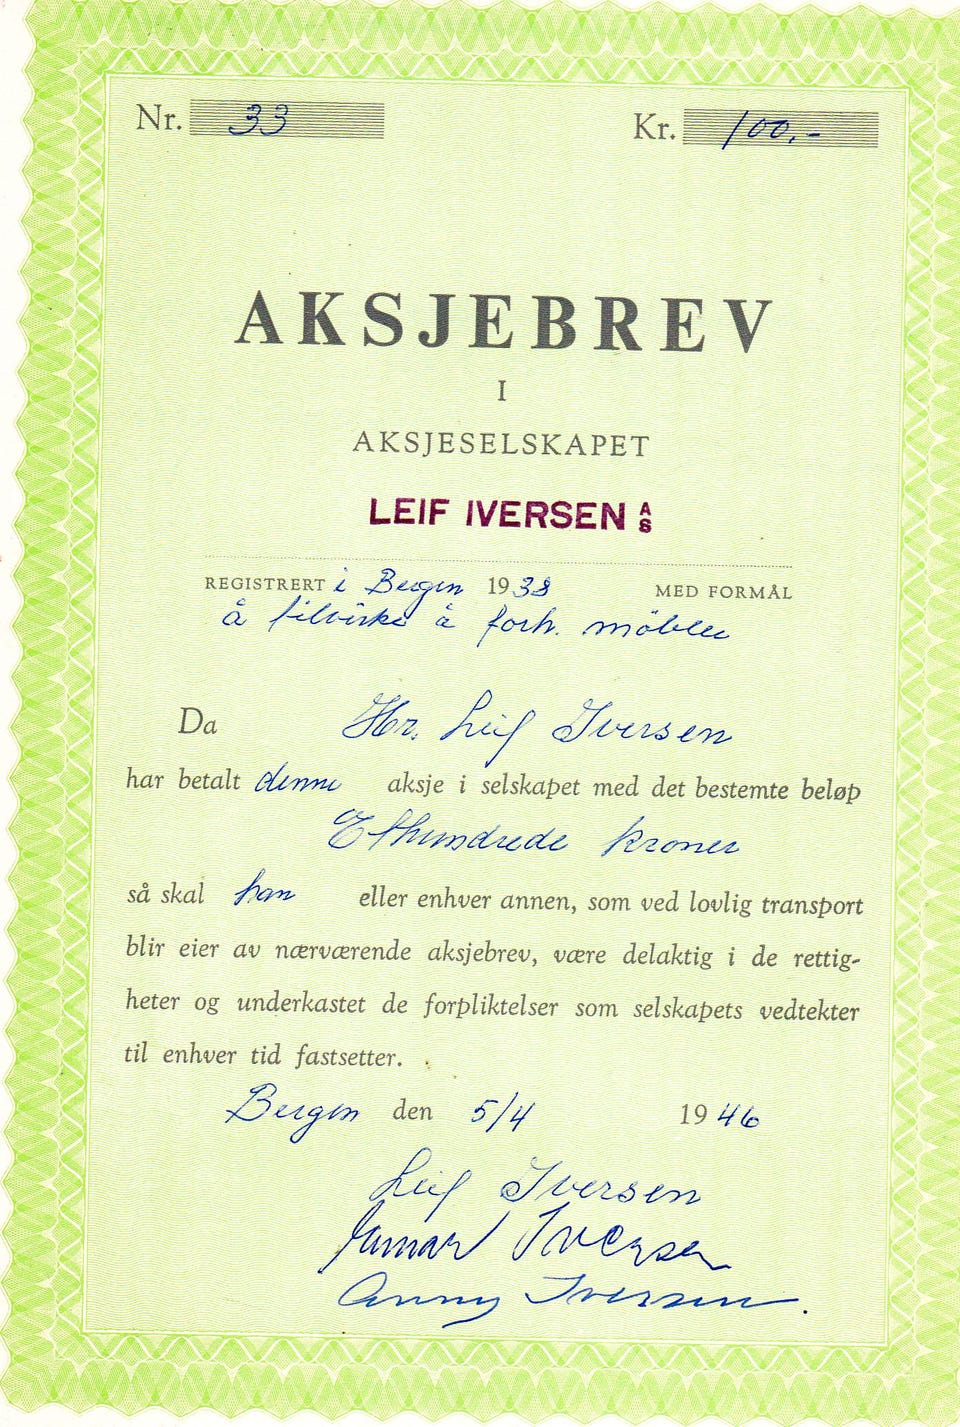 Nr. 33
Kr. 100,-
AKSJEBREV
I
AKSJESELSKAPET
LEIF IVERSEN A/S
REGISTRERT i Bergen 1938 MED FORMÅL
å tilvirke å forh. möbler
Da Hr. Leif Iversen
har betalt denne aksje i selskapet med det bestemte beløp
Ethundrede kroner
så skal han eller enhver annen, som ved lovlig transport
blir eier av nærværende aksjebrev, være delaktig i de rettig-
heter og underkastet de forpliktelser som selskapets vedtekter
til enhver tid fastsetter.
Bergen den 5/4 1946
Leif Iversen
Gunnar Iversen
Anny Iversen.